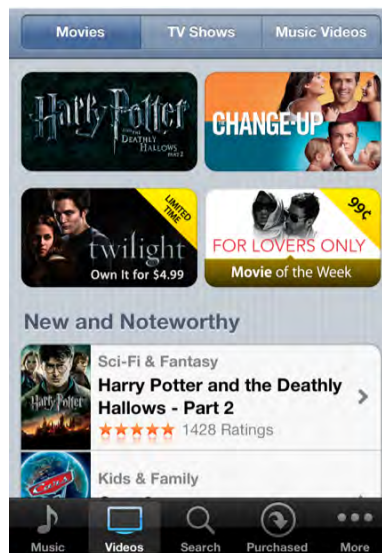 Movies
TV Shows
Music Videos
Harry Potter
AND THE
DEATHLY
HALLOWS
PART 2
CHANGE-UP
twilight
LIMITED
TIME
Own It for $4.99
99¢
FOR LOVERS ONLY
Movie of the Week
New and Noteworthy
Sci-Fi & Fantasy
Harry Potter and the Deathly
Hallows - Part 2
1428 Ratings
Harry Potter
Kids & Family
Music
Videos
Search
Purchased
More